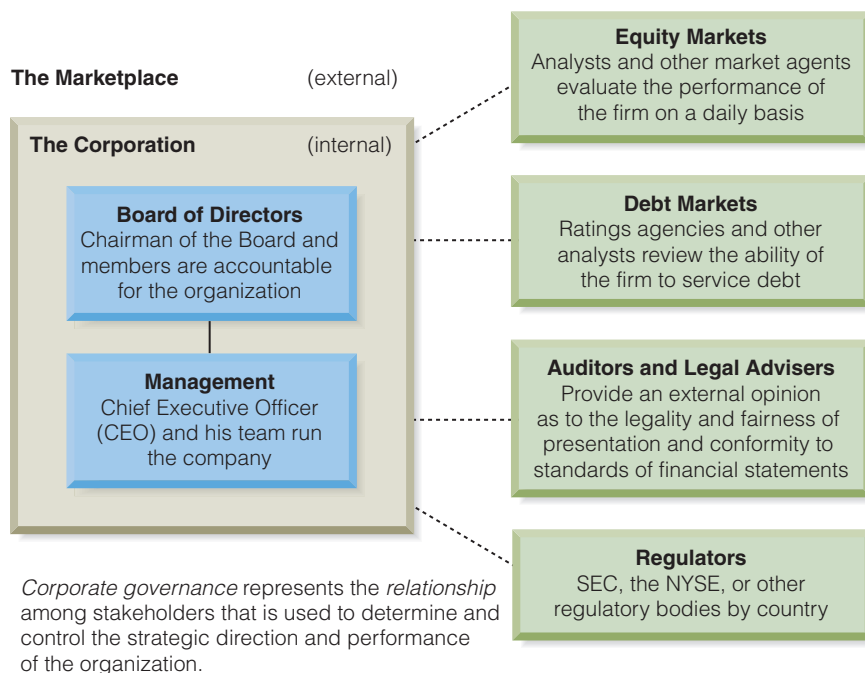 The Marketplace (external)
The Corporation (internal)
Board of Directors
Chairman of the Board and
members are accountable
for the organization
Management
Chief Executive Officer
(CEO) and his team run
the company
Equity Markets
Analysts and other market agents
evaluate the performance of
the firm on a daily basis
Debt Markets
Ratings agencies and other
analysts review the ability of
the firm to service debt
Auditors and Legal Advisers
Provide an external opinion
as to the legality and fairness of
presentation and conformity to
standards of financial statements
Regulators
SEC, the NYSE, or other
regulatory bodies by country
Corporate governance represents the relationship
among stakeholders that is used to determine and
control the strategic direction and performance
of the organization.